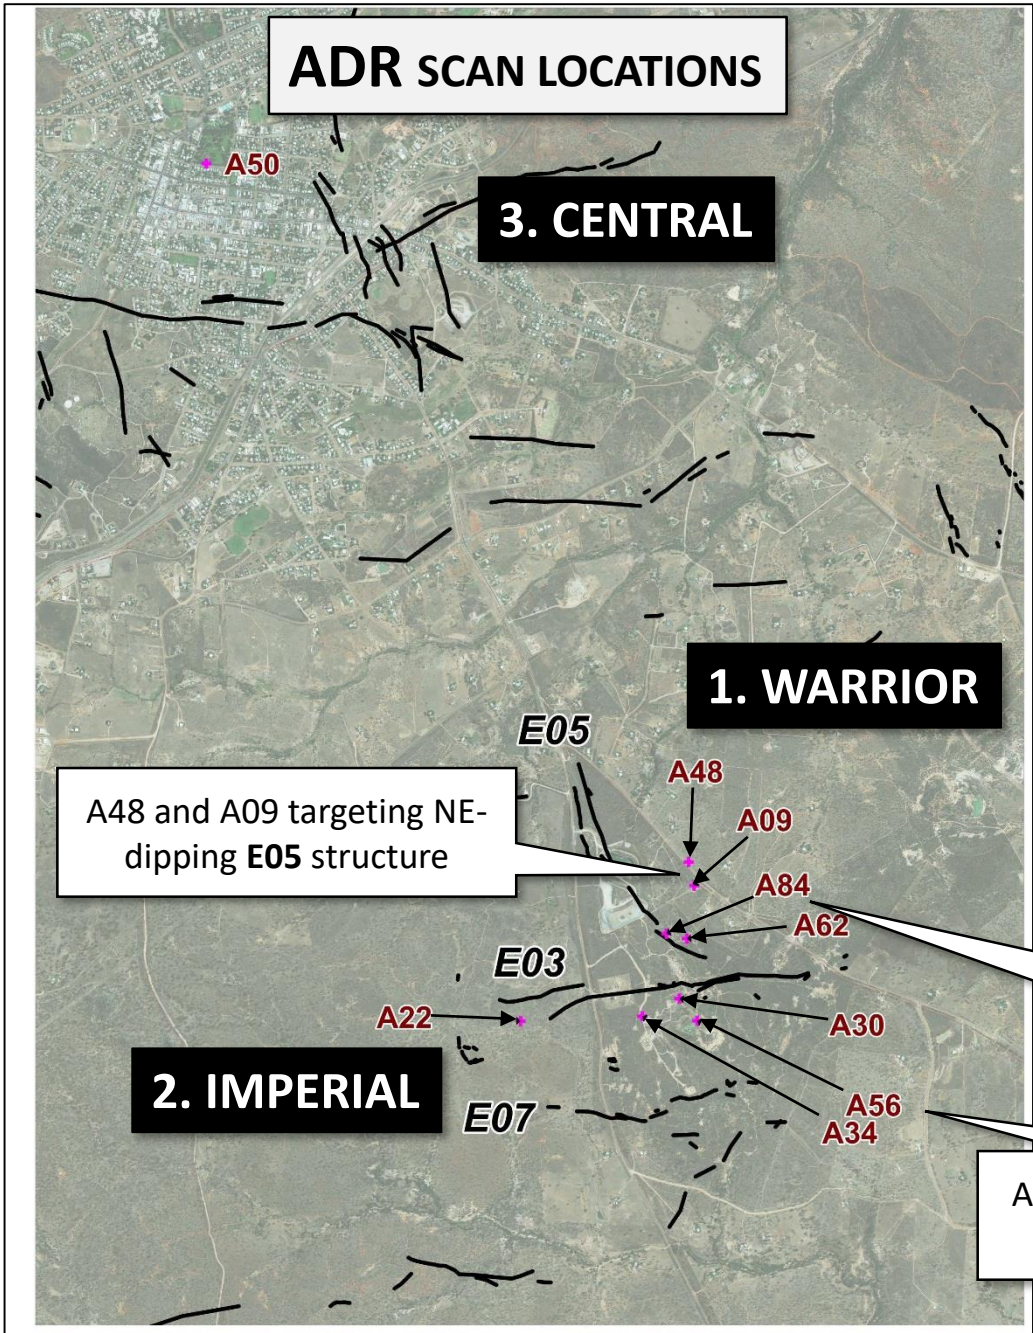 ADR SCAN LOCATIONS
A50
3. CENTRAL
1. WARRIOR
E05
A48
A48 and A09 targeting NE-
dipping E05 structure
A09
A84
A62
E03
A22
A30
2. IMPERIAL
A56
E07
A34
A